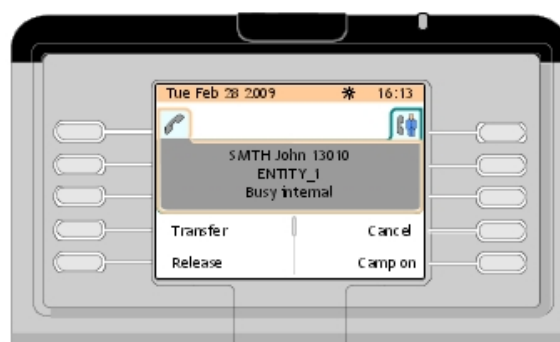 Tue Feb 28 2009 16:13
SMTH John 13010
ENTITY_1
Busy internal
Transfer Cancel
Release Camp on